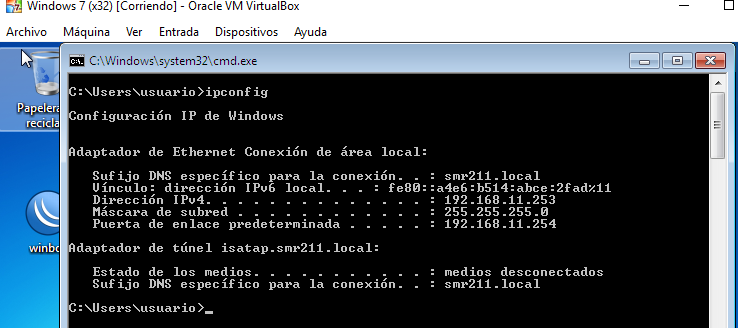 Windows 7 (x32) [Corriendo] - Oracle VM VirtualBox
Archivo Máquina Ver Entrada Dispositivos Ayuda
C:\Windows\system32\cmd.exe
Papelera
recicla
winbo
C:\Users\usuario>ipconfig
Configuración IP de Windows
Adaptador de Ethernet Conexión de área local:
Sufijo DNS específico para la conexión. . : smr211.local
Vínculo: dirección IPv6 local. . . : fe80::a4e6:b514:abce:2fad%11
Dirección IPv4. . . . . . . . . . . . . . : 192.168.11.253
Máscara de subred . . . . . . . . . . . . : 255.255.255.0
Puerta de enlace predeterminada . . . . . : 192.168.11.254
Adaptador de túnel isatap.smr211.local:
Estado de los medios. . . . . . . . . . . : medios desconectados
Sufijo DNS específico para la conexión. . : smr211.local
C:\Users\usuario>_